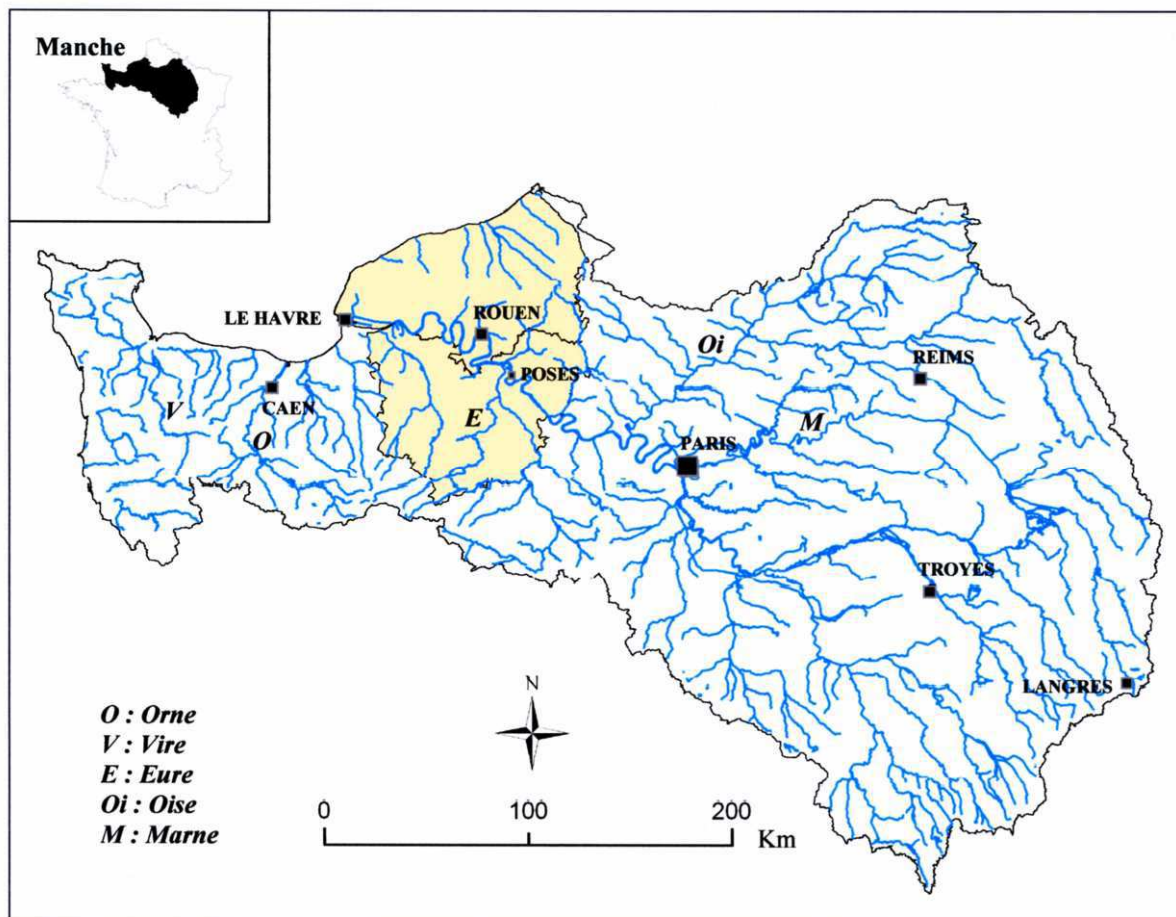 Manche
LE HAVRE
ROUEN
POSES
CAEN
V
O
E
Oi
M
REIMS
PARIS
TROYES
LANGRES
O : Orne
V : Vire
E : Eure
Oi : Oise
M : Marne
N
0 100 200
Km